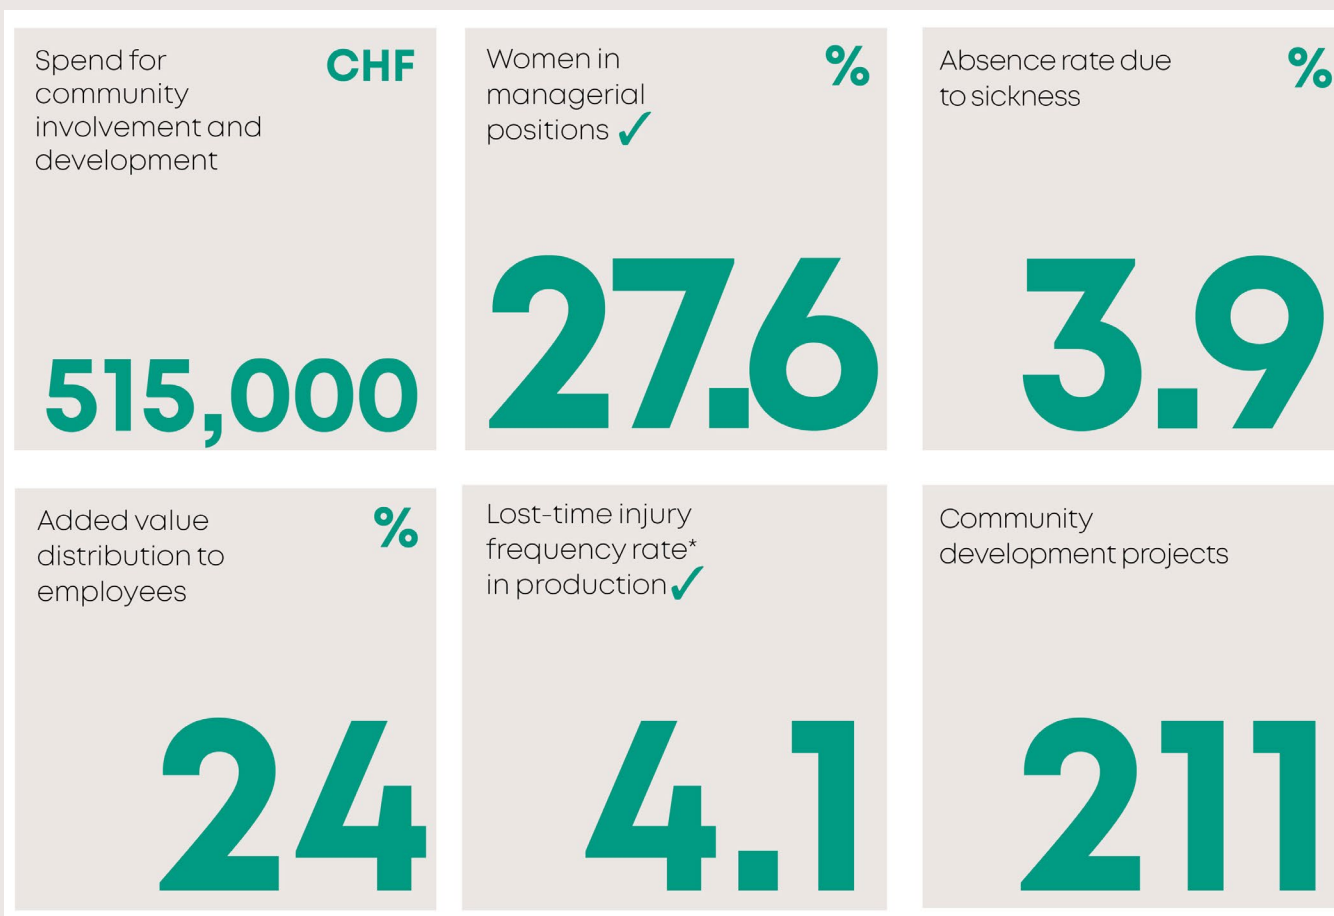 Spend for
community
involvement and
development
CHF
515,000
Women in
managerial
positions ✓
%
27.6
Absence rate due
to sickness
%
3.9
Added value
distribution to
employees
%
24
Lost-time injury
frequency rate*
in production ✓
4.1
Community
development projects
211